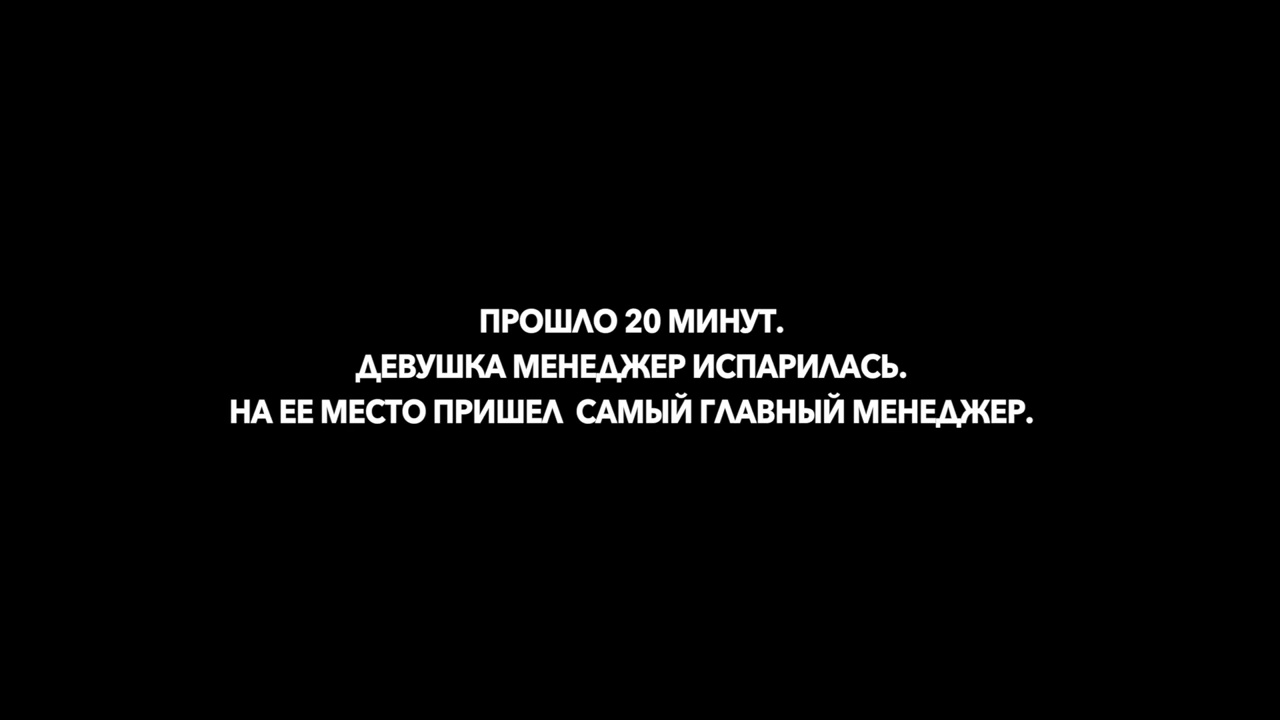 ПРОШЛО 20 МИНУТ.
ДЕВУШКА МЕНЕДЖЕР ИСПАРИЛАСЬ.
НА ЕЕ МЕСТО ПРИШЕЛ  САМЫЙ ГЛАВНЫЙ МЕНЕДЖЕР.